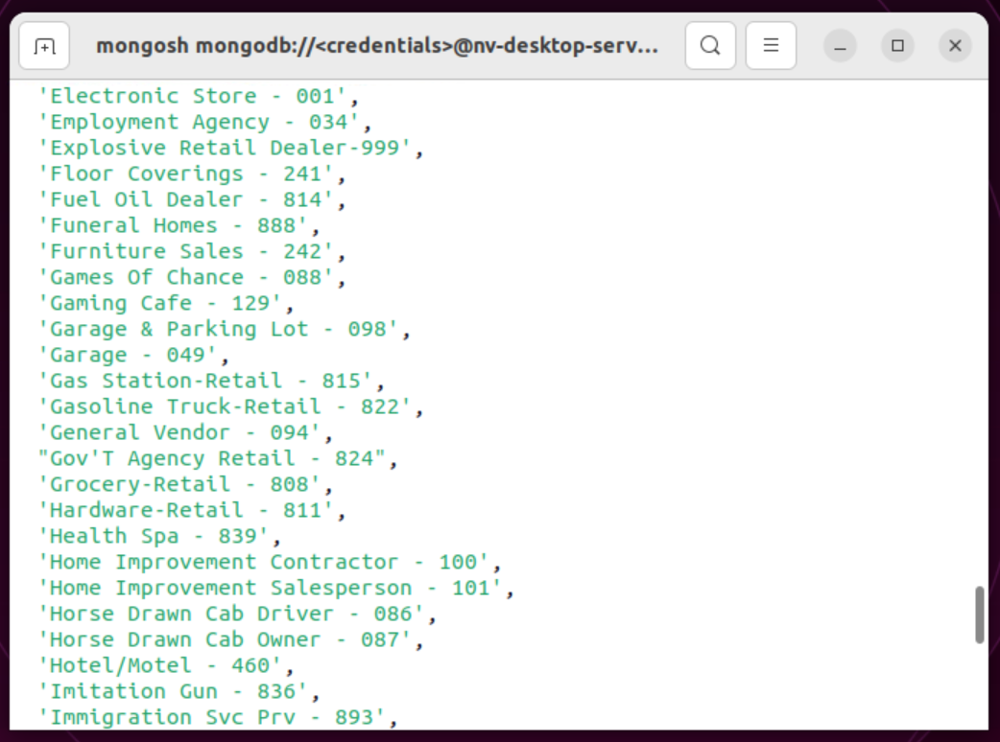 mongosh mongodb://<credentials>@nv-desktop-serv...
'Electronic Store - 001',
'Employment Agency - 034',
'Explosive Retail Dealer-999',
'Floor Coverings - 241',
'Fuel Oil Dealer - 814',
'Funeral Homes - 888',
'Furniture Sales - 242',
'Games Of Chance - 088',
'Gaming Cafe - 129',
'Garage & Parking Lot - 098',
'Garage - 049',
'Gas Station-Retail - 815',
'Gasoline Truck-Retail - 822',
'General Vendor - 094',
"Gov'T Agency Retail - 824",
'Grocery-Retail - 808',
'Hardware-Retail - 811',
'Health Spa - 839',
'Home Improvement Contractor - 100',
'Home Improvement Salesperson - 101',
'Horse Drawn Cab Driver - 086',
'Horse Drawn Cab Owner - 087',
'Hotel/Motel - 460',
'Imitation Gun - 836',
'Immigration Svc Prv - 893',